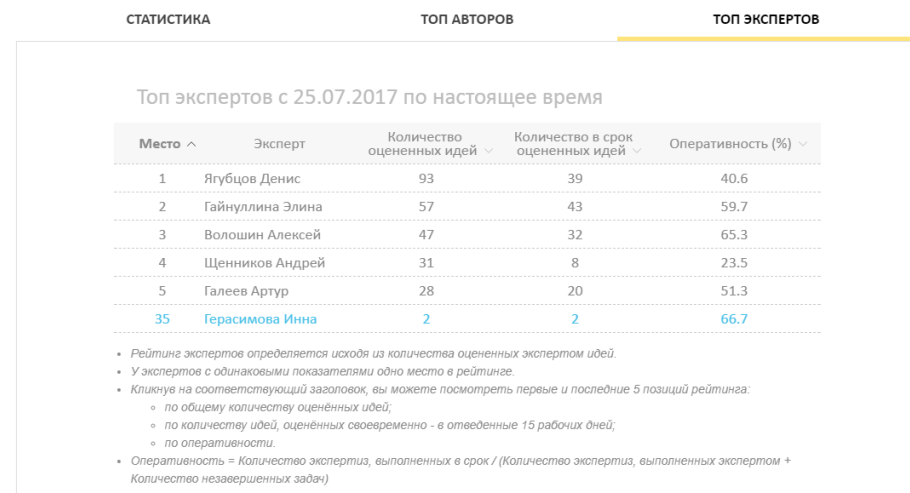 СТАТИСТИКА ТОП АВТОРОВ ТОП ЭКСПЕРТОВ
Топ экспертов с 25.07.2017 по настоящее время
Место Эксперт Количество оцененных идей Количество в срок оцененных идей Оперативность (%)
1 Ягубцов Денис 93 39 40.6
2 Гайнуллина Элина 57 43 59.7
3 Волошин Алексей 47 32 65.3
4 Щенников Андрей 31 8 23.5
5 Галеев Артур 28 20 51.3
35 Герасимова Инна 2 2 66.7
• Рейтинг экспертов определяется исходя из количества оцененных экспертом идей.
• У экспертов с одинаковыми показателями одно место в рейтинге.
• Кликнув на соответствующий заголовок, вы можете посмотреть первые и последние 5 позиций рейтинга:
◦ по общему количеству оценённых идей;
◦ по количеству идей, оценённых своевременно - в отведенные 15 рабочих дней;
◦ по оперативности.
• Оперативность = Количество экспертиз, выполненных в срок / (Количество экспертиз, выполненных экспертом +
Количество незавершенных задач)